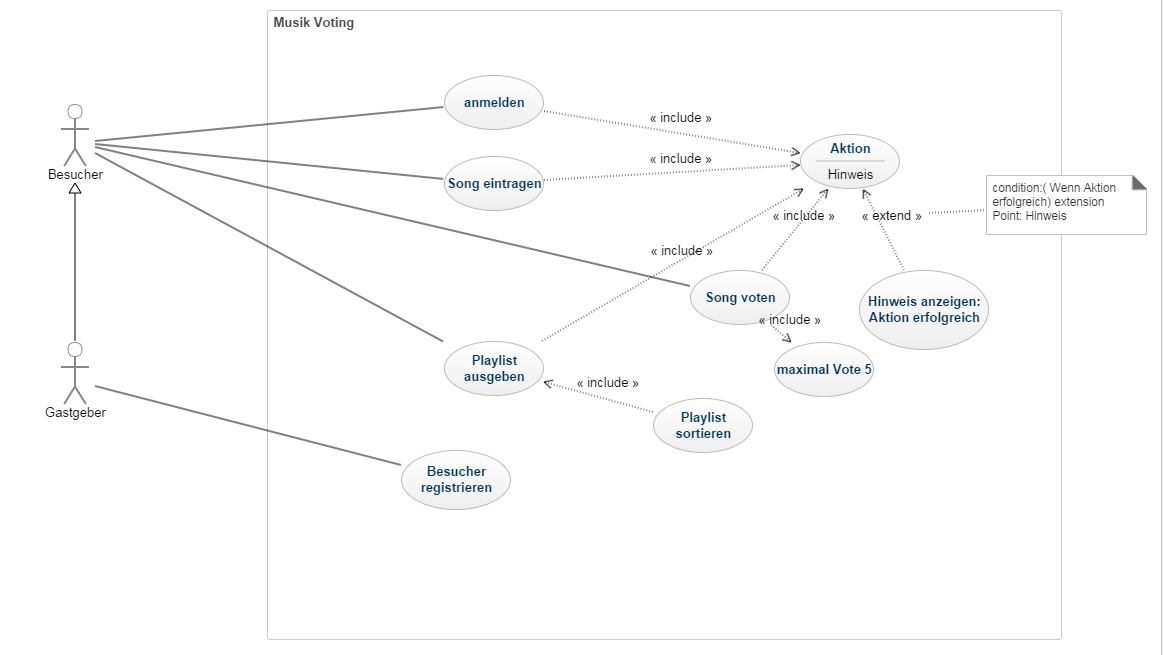 Musik Voting
anmelden
« include »
Aktion
Hinweis
Besucher
Song eintragen
« include »
condition:( Wenn Aktion
erfolgreich) extension
Point: Hinweis
« include »
« extend »
« include »
Song voten
Hinweis anzeigen:
Aktion erfolgreich
« include »
Playlist
ausgeben
maximal Vote 5
« include »
Gastgeber
Playlist
sortieren
Besucher
registrieren